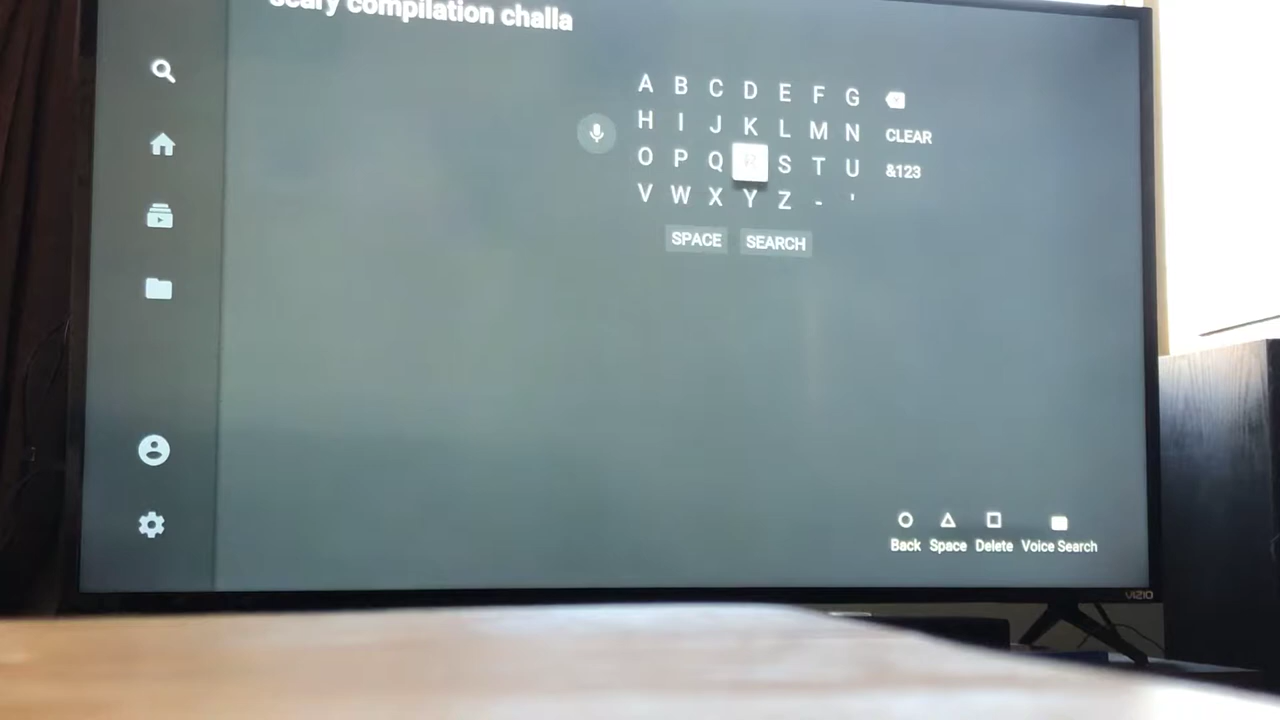 scary compilation challa
A B C D E F G
H I J K L M N CLEAR
O P Q R S T U &123
V W X Y Z - '
SPACE SEARCH
Back Space Delete Voice Search
VIZIO